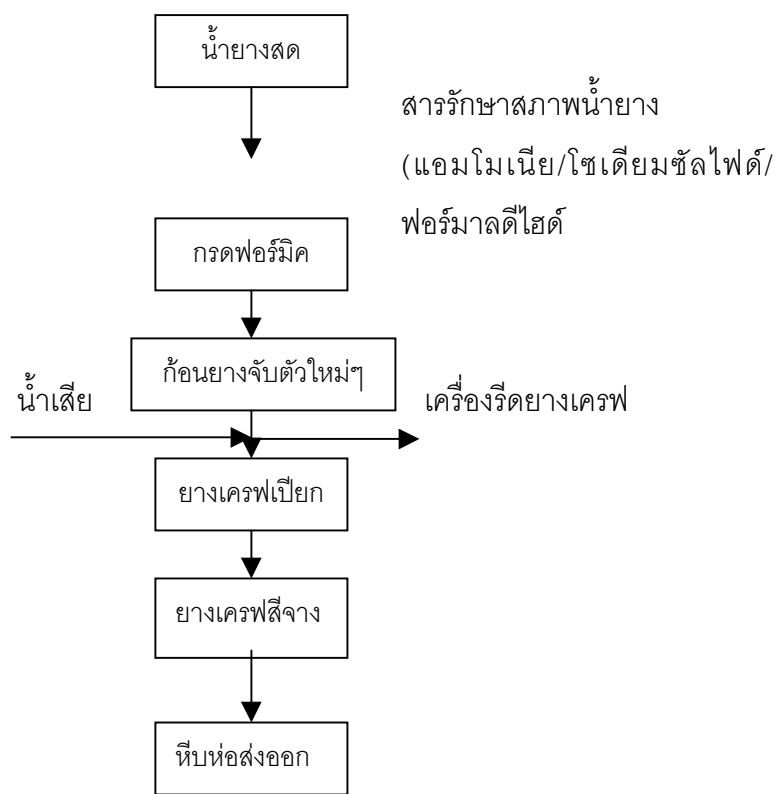 น้ำยางสด
สารรักษาสภาพน้ำยาง
(แอมโมเนีย/โซเดียมซัลไฟด์/
ฟอร์มาลดีไฮด์
กรดฟอร์มิค
ก้อนยางจับตัวใหม่ๆ
น้ำเสีย
เครื่องรีดยางเครฟ
ยางเครฟเปียก
ยางเครฟสีจาง
หีบห่อส่งออก